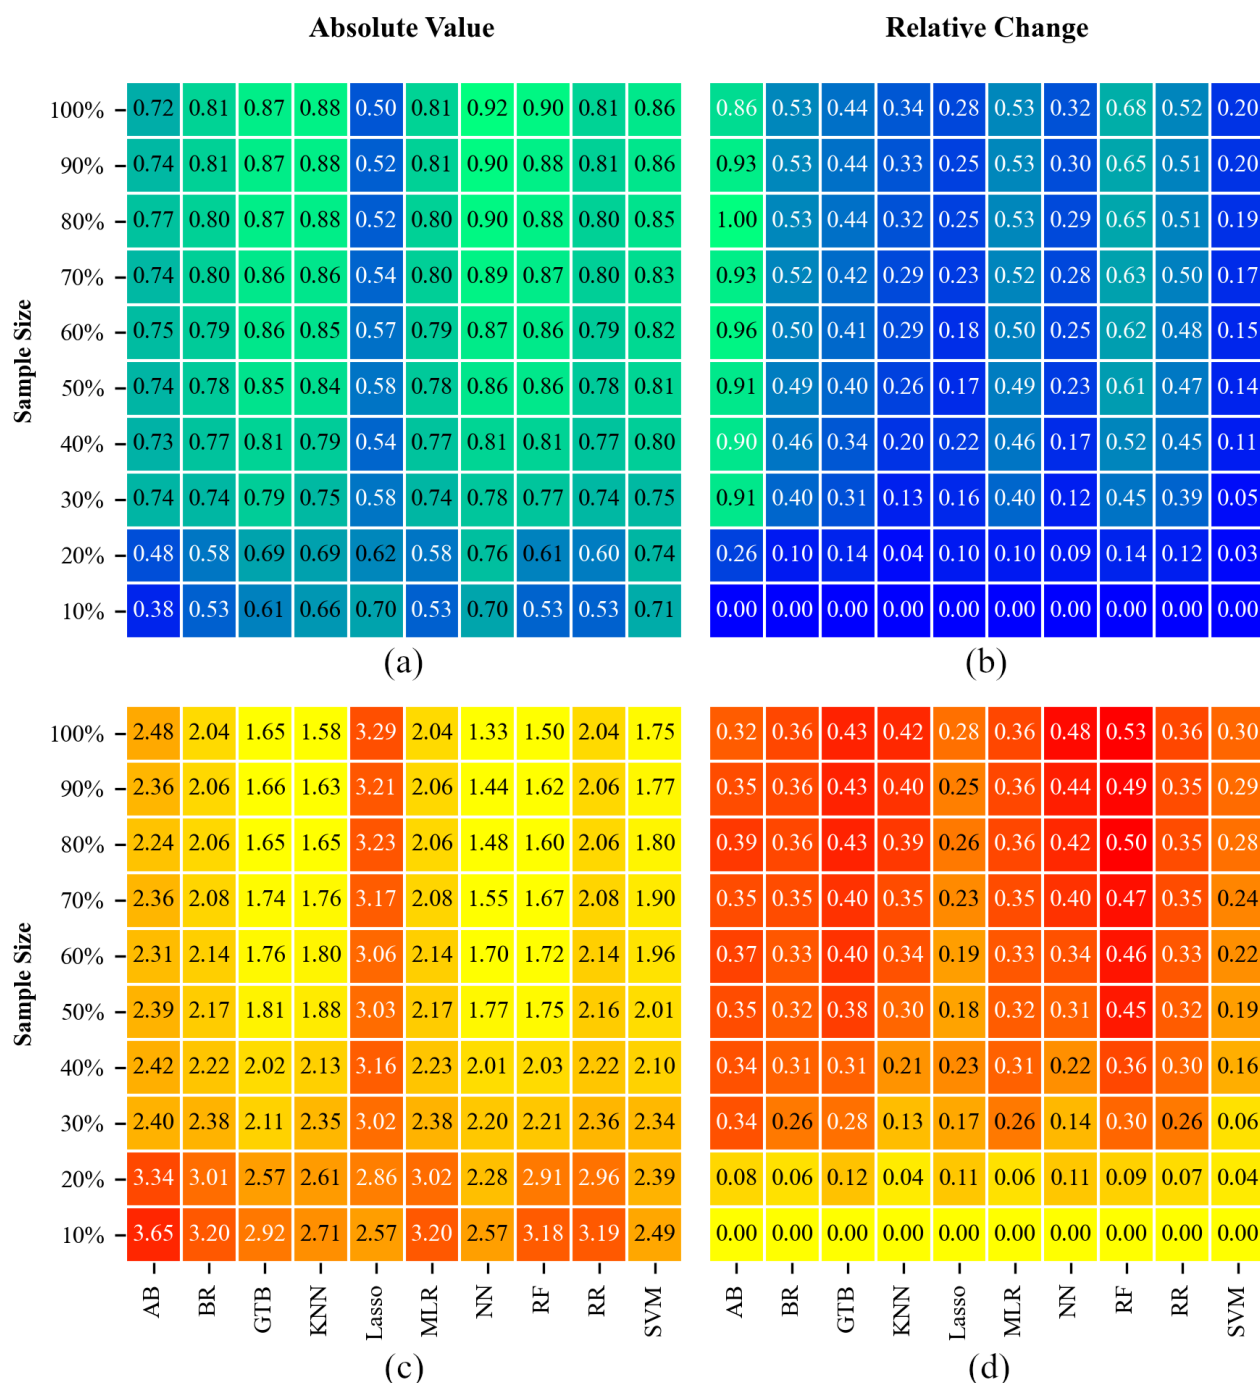 Absolute Value
Relative Change
Sample Size
100% 0.72 0.81 0.87 0.88 0.50 0.81 0.92 0.90 0.81 0.86
90% 0.74 0.81 0.87 0.88 0.52 0.81 0.90 0.88 0.81 0.86
80% 0.77 0.80 0.87 0.88 0.52 0.80 0.90 0.88 0.80 0.85
70% 0.74 0.80 0.86 0.86 0.54 0.80 0.89 0.87 0.80 0.83
60% 0.75 0.79 0.86 0.85 0.57 0.79 0.87 0.86 0.79 0.82
50% 0.74 0.78 0.85 0.84 0.58 0.78 0.86 0.86 0.78 0.81
40% 0.73 0.77 0.81 0.79 0.54 0.77 0.81 0.81 0.77 0.80
30% 0.74 0.74 0.79 0.75 0.58 0.74 0.78 0.77 0.74 0.75
20% 0.48 0.58 0.69 0.69 0.62 0.58 0.76 0.61 0.60 0.74
10% 0.38 0.53 0.61 0.66 0.70 0.53 0.70 0.53 0.53 0.71
(a)
0.86 0.53 0.44 0.34 0.28 0.53 0.32 0.68 0.52 0.20
0.93 0.53 0.44 0.33 0.25 0.53 0.30 0.65 0.51 0.20
1.00 0.53 0.44 0.32 0.25 0.53 0.29 0.65 0.51 0.19
0.93 0.52 0.42 0.29 0.23 0.52 0.28 0.63 0.50 0.17
0.96 0.50 0.41 0.29 0.18 0.50 0.25 0.62 0.48 0.15
0.91 0.49 0.40 0.26 0.17 0.49 0.23 0.61 0.47 0.14
0.90 0.46 0.34 0.20 0.22 0.46 0.17 0.52 0.45 0.11
0.91 0.40 0.31 0.13 0.16 0.40 0.12 0.45 0.39 0.05
0.26 0.10 0.14 0.04 0.10 0.10 0.09 0.14 0.12 0.03
0.00 0.00 0.00 0.00 0.00 0.00 0.00 0.00 0.00 0.00
(b)
Sample Size
100% 2.48 2.04 1.65 1.58 3.29 2.04 1.33 1.50 2.04 1.75
90% 2.36 2.06 1.66 1.63 3.21 2.06 1.44 1.62 2.06 1.77
80% 2.24 2.06 1.65 1.65 3.23 2.06 1.48 1.60 2.06 1.80
70% 2.36 2.08 1.74 1.76 3.17 2.08 1.55 1.67 2.08 1.90
60% 2.31 2.14 1.76 1.80 3.06 2.14 1.70 1.72 2.14 1.96
50% 2.39 2.17 1.81 1.88 3.03 2.17 1.77 1.75 2.16 2.01
40% 2.42 2.22 2.02 2.13 3.16 2.23 2.01 2.03 2.22 2.10
30% 2.40 2.38 2.11 2.35 3.02 2.38 2.20 2.21 2.36 2.34
20% 3.34 3.01 2.57 2.61 2.86 3.02 2.28 2.91 2.96 2.39
10% 3.65 3.20 2.92 2.71 2.57 3.20 2.57 3.18 3.19 2.49
AB BR GTB KNN Lasso MLR NN RF RR SVM
(c)
0.32 0.36 0.43 0.42 0.28 0.36 0.48 0.53 0.36 0.30
0.35 0.36 0.43 0.40 0.25 0.36 0.44 0.49 0.35 0.29
0.39 0.36 0.43 0.39 0.26 0.36 0.42 0.50 0.35 0.28
0.35 0.35 0.40 0.35 0.23 0.35 0.40 0.47 0.35 0.24
0.37 0.33 0.40 0.34 0.19 0.33 0.34 0.46 0.33 0.22
0.35 0.32 0.38 0.30 0.18 0.32 0.31 0.45 0.32 0.19
0.34 0.31 0.31 0.21 0.23 0.31 0.22 0.36 0.30 0.16
0.34 0.26 0.28 0.13 0.17 0.26 0.14 0.30 0.26 0.06
0.08 0.06 0.12 0.04 0.11 0.06 0.11 0.09 0.07 0.04
0.00 0.00 0.00 0.00 0.00 0.00 0.00 0.00 0.00 0.00
AB BR GTB KNN Lasso MLR NN RF RR SVM
(d)